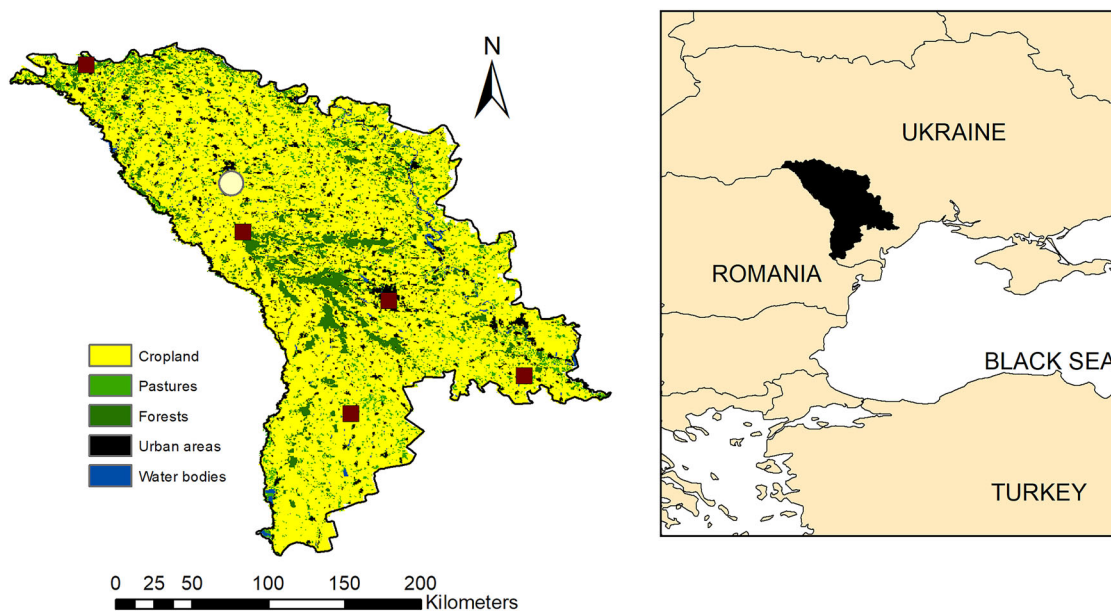 N
Cropland
Pastures
Forests
Urban areas
Water bodies
0 25 50 100 150 200
Kilometers
UKRAINE
ROMANIA
BLACK SEA
TURKEY